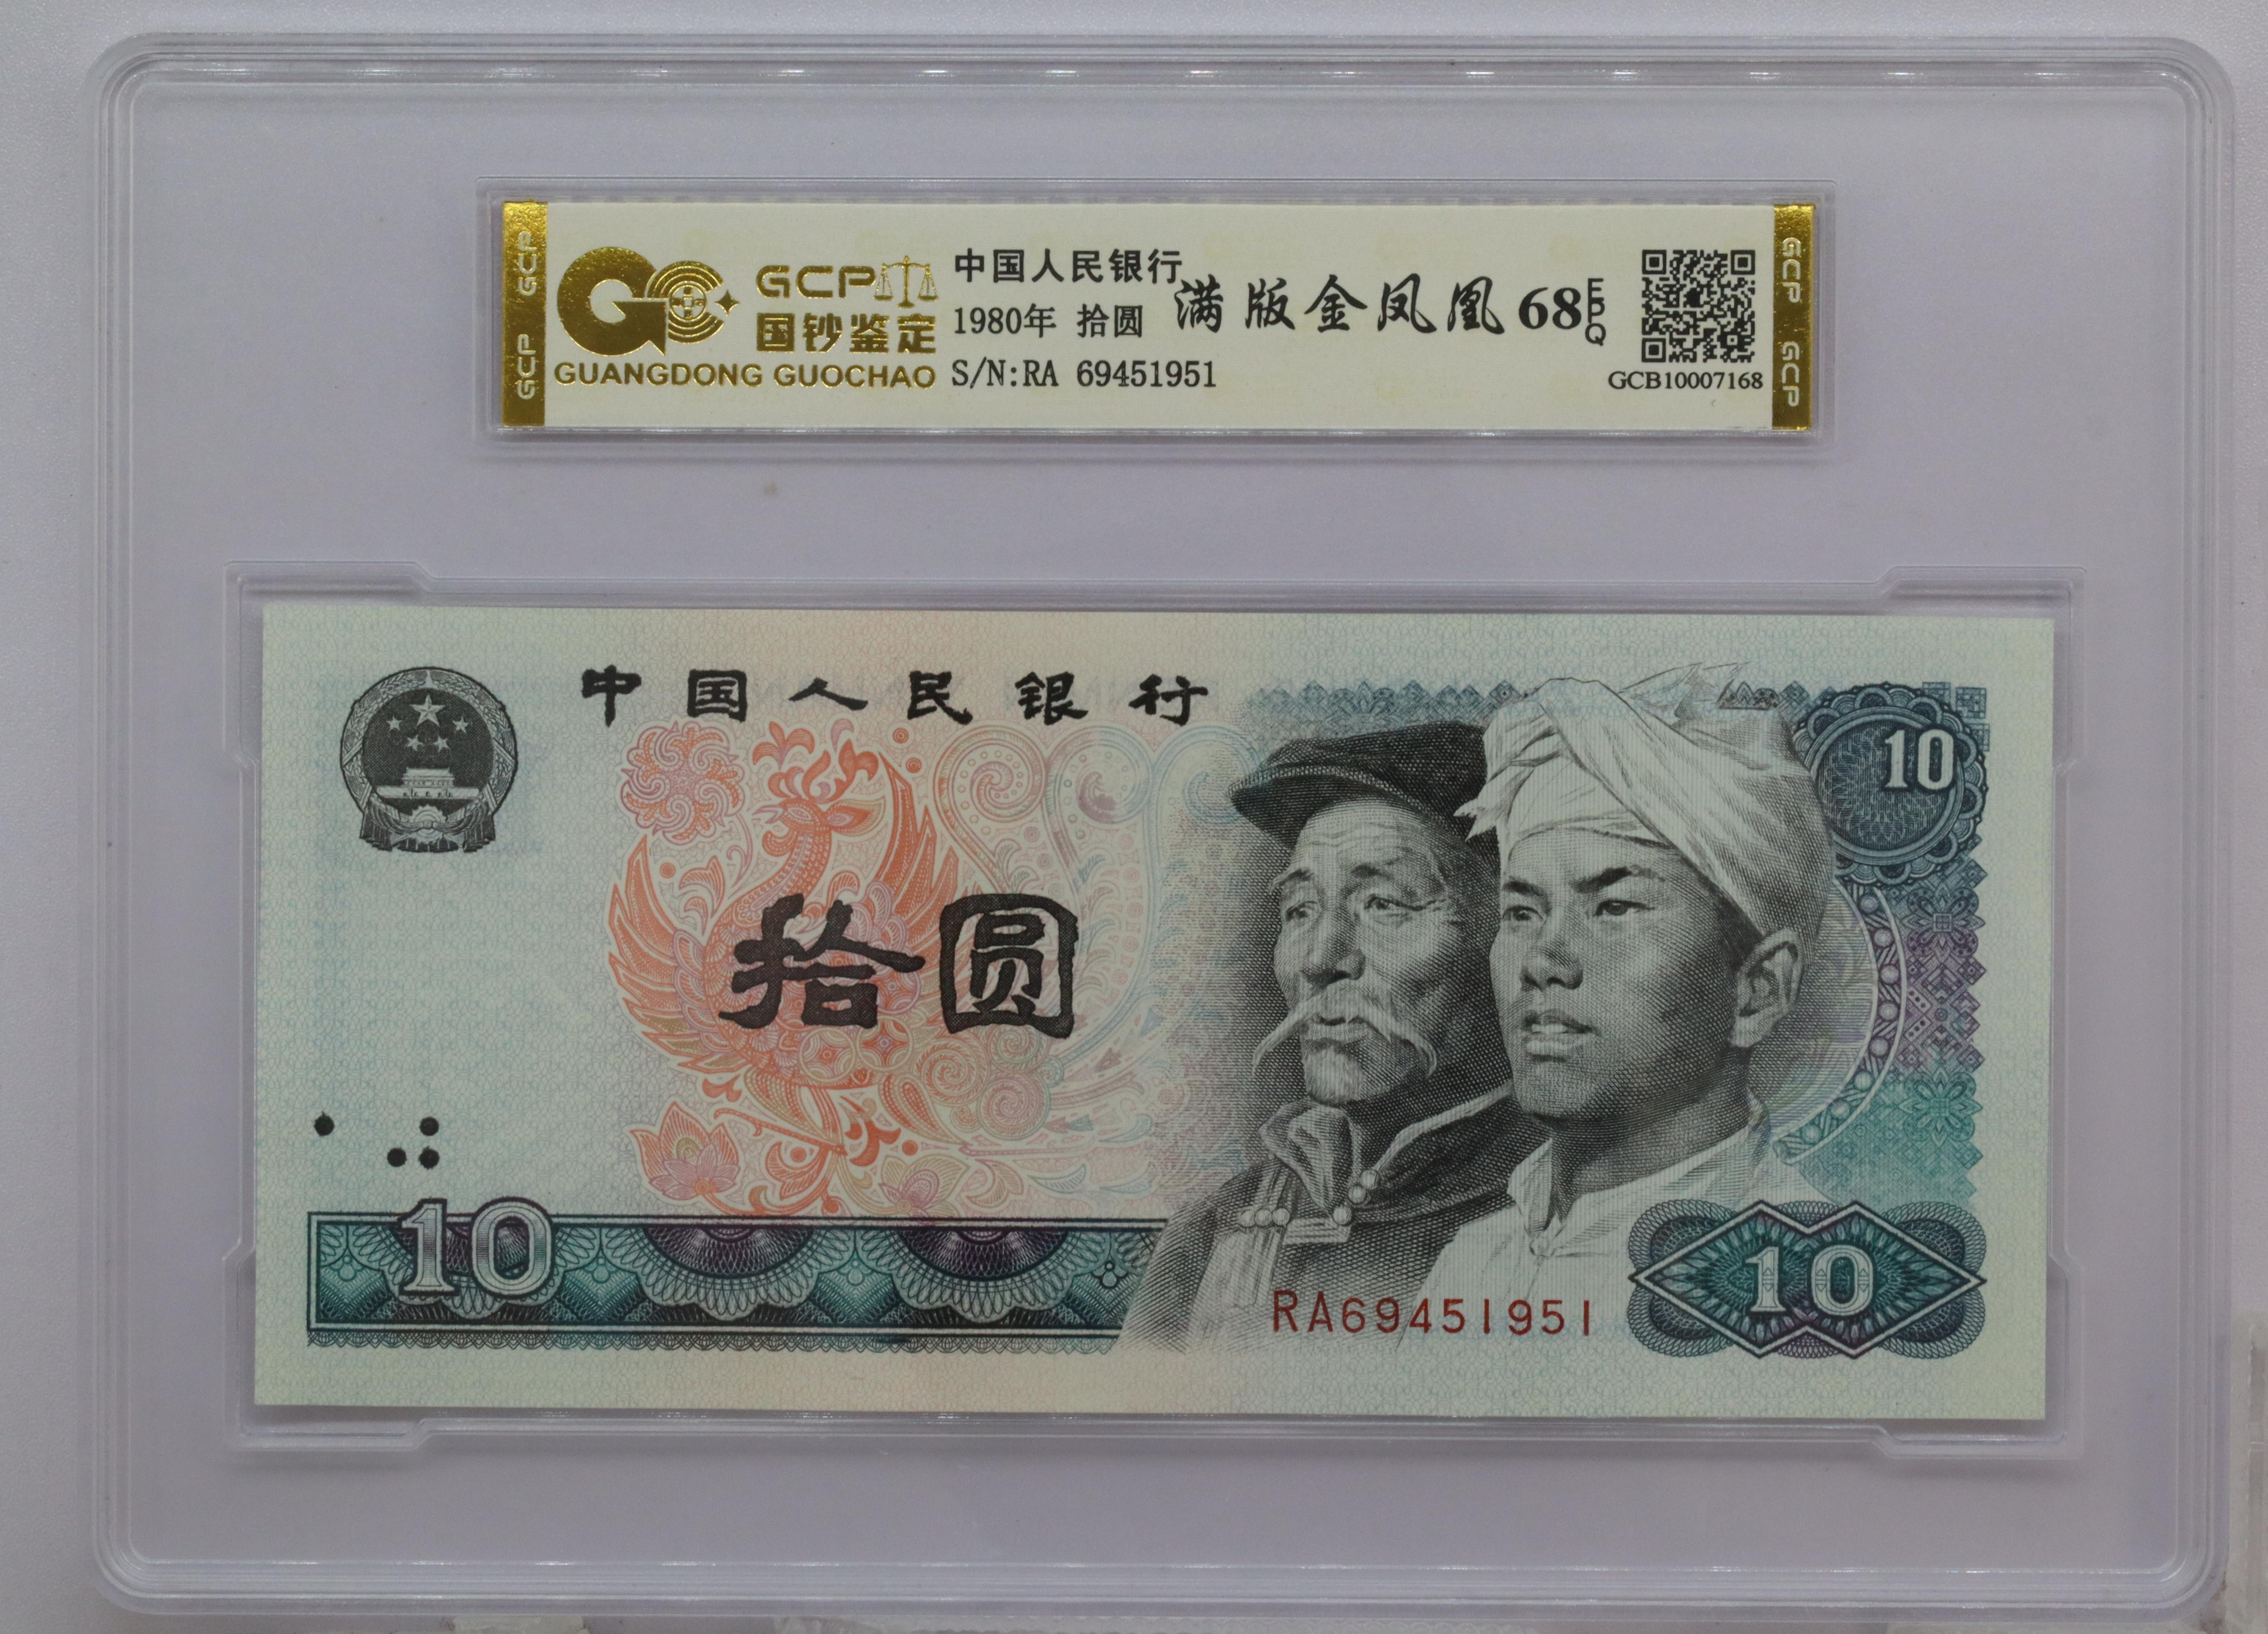 GCP GCP
GCP
国钞鉴定
GUANGDONG GUOCHAO
中国人民银行
1980年 拾圆
S/N:RA 69451951
满版金凤凰 68 EPQ
GCB10007168
GCP GCP
中国人民银行
10
拾圆
10
RA69451951
10